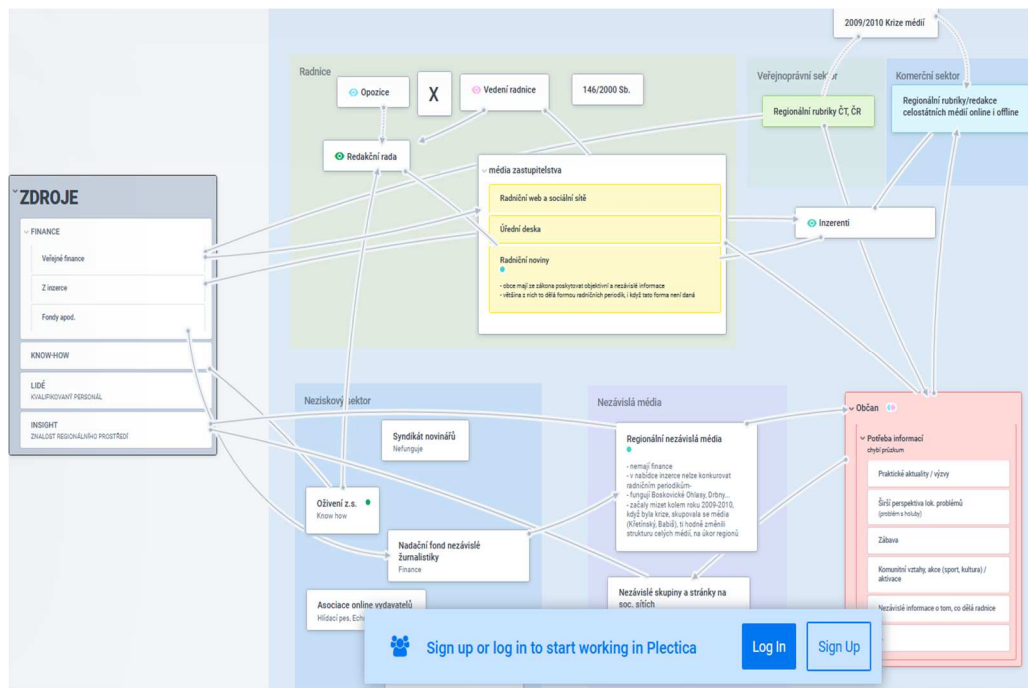 2009/2010 Krize médií
Radnice
Opozice
X
Vedení radnice
146/2000 Sb.
Redakční rada
média zastupitelstva
Radniční web a sociální sítě
Úřední deska
Radniční noviny
- obce mají ze zákona poskytovat objektivní a nezávislé informace
- většina z nich to dělá formou radničních periodik, i když tato forma není daná
Veřejnoprávní sektor
Regionální rubriky ČT, ČR
Komerční sektor
Regionální rubriky/redakce
celostátních médií online i offline
Inzerenti
ZDROJE
FINANCE
Veřejné finance
Z inzerce
Fondy apod.
KNOW-HOW
LIDÉ
KVALIFIKOVANÝ PERSONÁL
INSIGHT
ZNALOST REGIONÁLNÍHO PROSTŘEDÍ
Neziskový sektor
Syndikát novinářů
Nefunguje
Oživení z.s.
Know how
Nadační fond nezávislé
žurnalistiky
Finance
Asociace online vydavatelů
Hlídací pes,
Nezávislá média
Regionální nezávislá média
- nemají finance
- v nabídce inzerce nelze konkurovat
radničním periodikům-
- fungují Boskovické Ohlasy, Drbny...
- začaly mizet kolem roku 2009-2010,
když byla krize, skupovala se média
(Křetínský, Babiš), ti hodně změnili
strukturu celých médií, na úkor regionů
Nezávislé skupiny a stránky na
soc. sítích
Občan
Potřeba informací
chybí průzkum
Praktické aktuality / výzvy
Širší perspektiva lok. problémů
(problém s holuby)
Zábava
Komunitní vztahy, akce (sport, kultura) /
aktivace
Nezávislé informace o tom, co dělá radnice
Sign up or log in to start working in Plectica
Log In
Sign Up